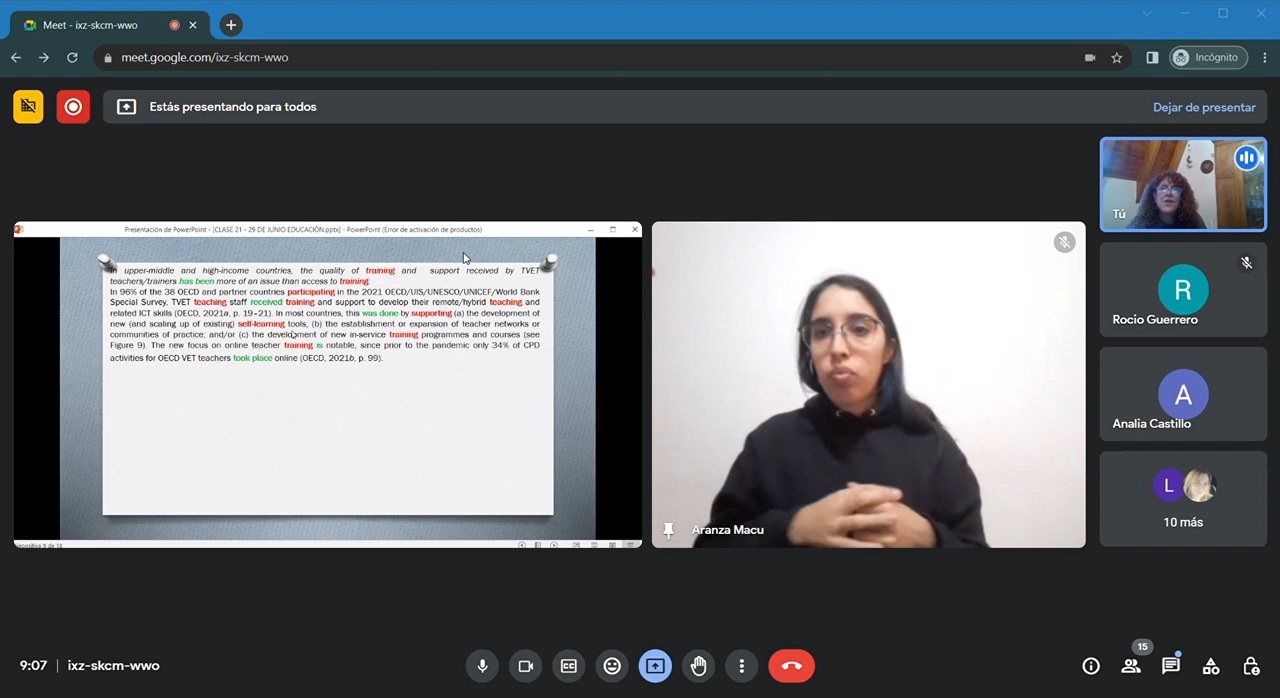 Meet - ixz-skcm-wwo
meet.google.com/ixz-skcm-wwo
Incógnito
Estás presentando para todos
Dejar de presentar
Presentación de PowerPoint - [CLASE 21 - 29 DE JUNIO EDUCACIÓN.pptx] - PowerPoint (Error de activación de productos)
In upper-middle and high-income countries, the quality of training and support received by TVET
teachers/trainers has been more of an issue than access to training.
In 96% of the 38 OECD and partner countries participating in the 2021 OECD/UIS/UNESCO/UNICEF/World Bank
Special Survey, TVET teaching staff received training and support to develop their remote/hybrid teaching and
related ICT skills (OECD, 2021a, p. 19–21). In most countries, this was done by supporting (a) the development of
new (and scaling up of existing) self-learning tools; (b) the establishment or expansion of teacher networks or
communities of practice; and/or (c) the development of new in-service training programmes and courses (see
Figure 9). The new focus on online teacher training is notable, since prior to the pandemic only 34% of CPD
activities for OECD VET teachers took place online (OECD, 2021b, p. 99).
Tú
R
Rocio Guerrero
A
Analia Castillo
L
10 más
Aranza Macu
9:07 | ixz-skcm-wwo
15